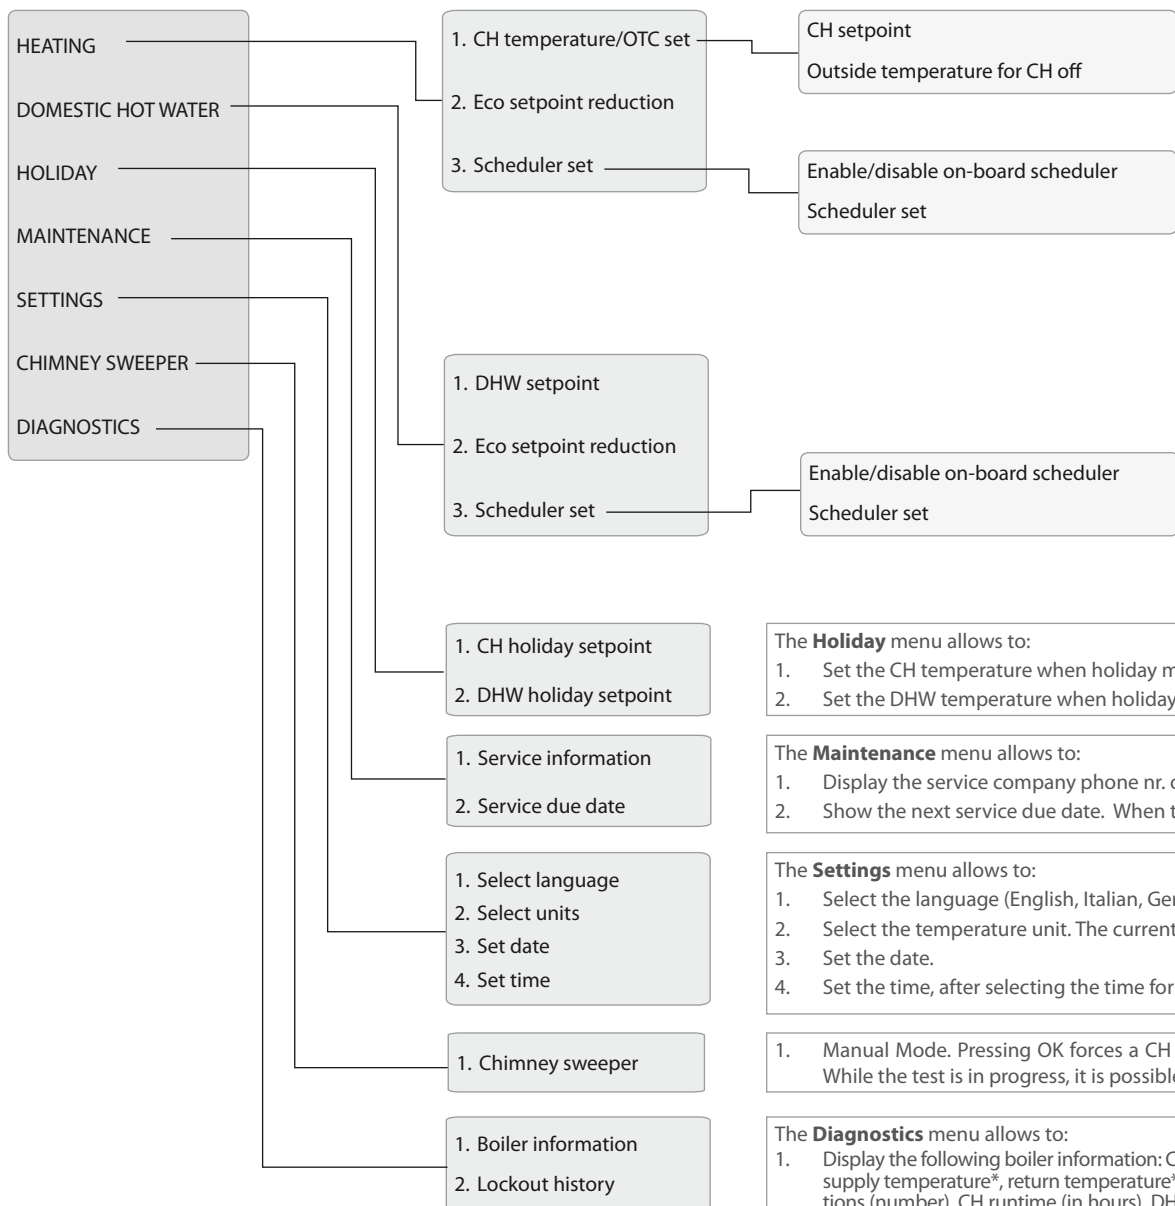 HEATING
DOMESTIC HOT WATER
HOLIDAY
MAINTENANCE
SETTINGS
CHIMNEY SWEEPER
DIAGNOSTICS
1. CH temperature/OTC set
2. Eco setpoint reduction
3. Scheduler set
CH setpoint
Outside temperature for CH off
Enable/disable on-board scheduler
Scheduler set
1. DHW setpoint
2. Eco setpoint reduction
3. Scheduler set
Enable/disable on-board scheduler
Scheduler set
1. CH holiday setpoint
2. DHW holiday setpoint
The Holiday menu allows to:
1. Set the CH temperature when holiday
2. Set the DHW temperature when holiday
1. Service information
2. Service due date
The Maintenance menu allows to:
1. Display the service company phone nr.
2. Show the next service due date. When
1. Select language
2. Select units
3. Set date
4. Set time
The Settings menu allows to:
1. Select the language (English, Italian,
2. Select the temperature unit. The current
3. Set the date.
4. Set the time, after selecting the time
1. Chimney sweeper
1. Manual Mode. Pressing OK forces a CH
While the test is in progress, it is
1. Boiler information
2. Lockout history
The Diagnostics menu allows to:
1. Display the following boiler information:
supply temperature*, return temperature*
tions (number), CH runtime (in hours),